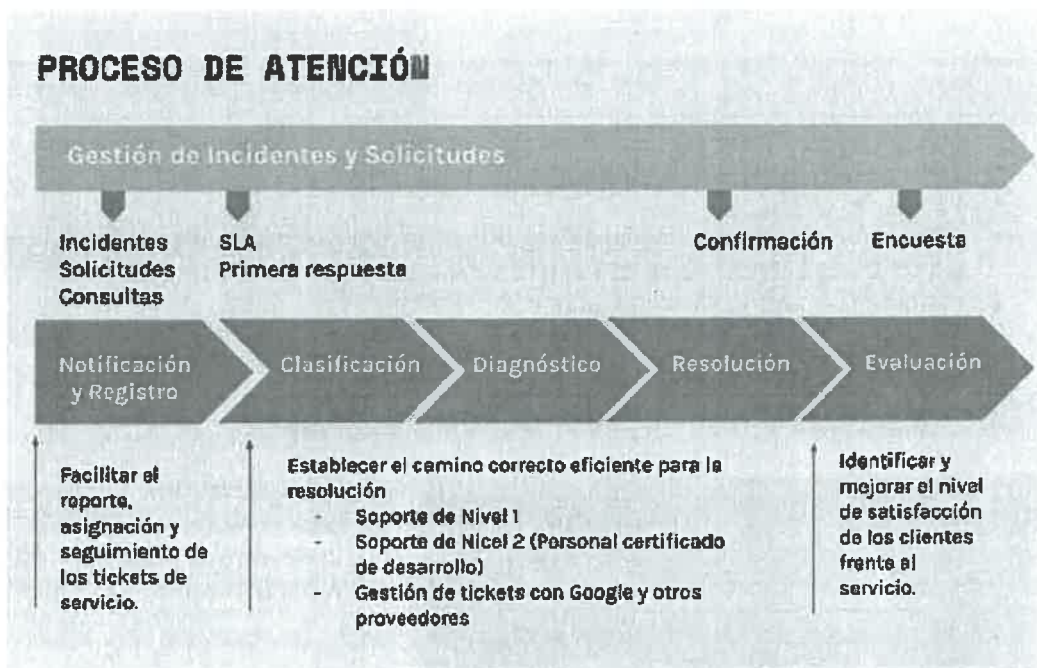 PROCESO DE ATENCIÓN
Gestión de Incidentes y Solicitudes
Incidentes
Solicitudes
Consultas
SLA
Primera respuesta
Confirmación
Encuesta
Notificación
y Registro
Clasificación
Diagnóstico
Resolución
Evaluación
Facilitar el
reporte,
asignación y
seguimiento de
los tickets de
servicio.
Establecer el camino correcto eficiente para la
resolución
- Soporte de Nivel 1
- Soporte de Nicel 2 (Personal certificado
de desarrollo)
- Gestión de tickets con Google y otros
proveedores
Identificar y
mejorar el nivel
de satisfacción
de los clientes
frente al
servicio.